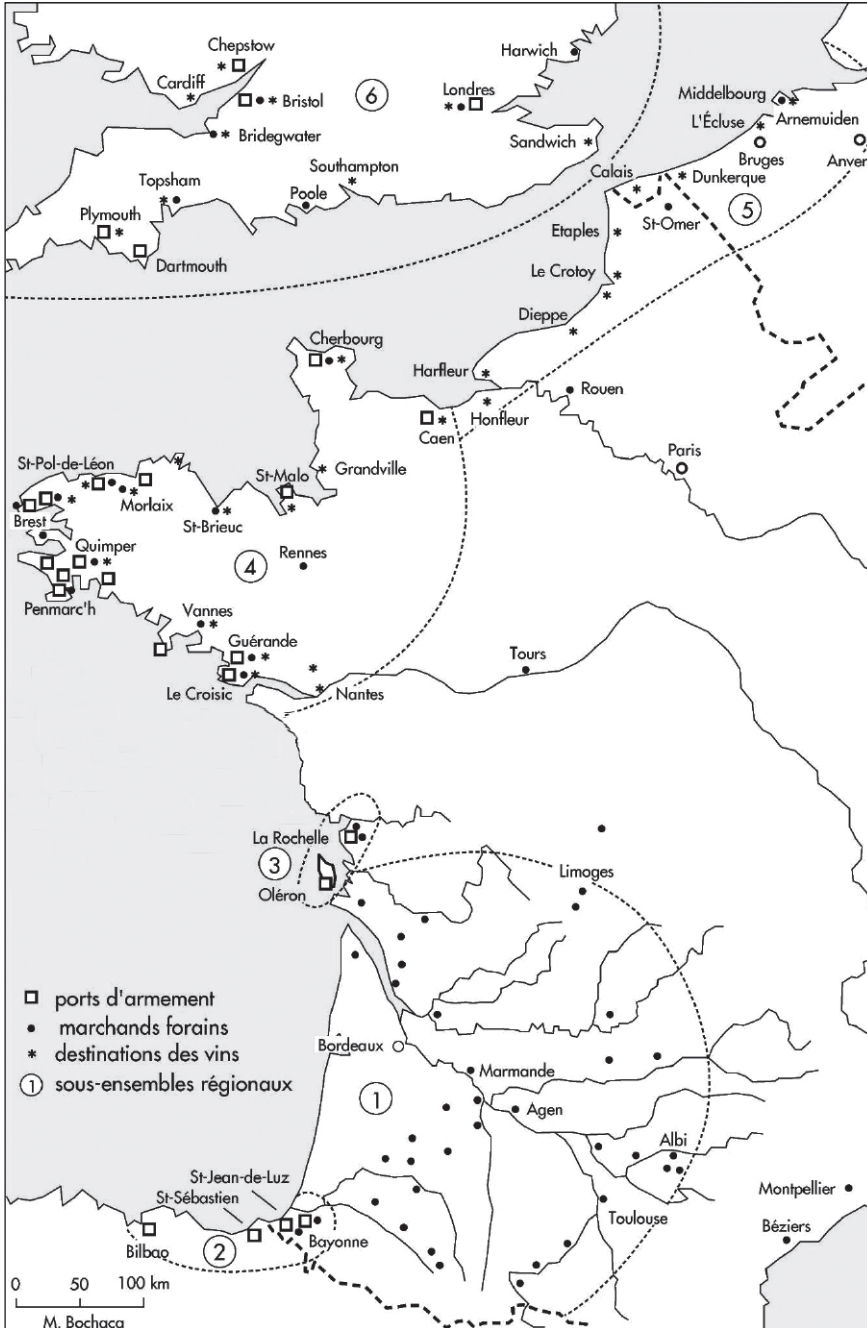 Harwich
Chepstow
Cardiff
Bristol
6
Londres
Middelbourg
Arnemuiden
L'Écluse
Bridegwater
Sandwich
Bruges
Anver
Southampton
Calais
Dunkerque
Topsham
Poole
St-Omer
5
Plymouth
Etaples
Dartmouth
Le Crotoy
Dieppe
Cherbourg
Harfleur
Rouen
Honfleur
Caen
Paris
St-Pol-de-Léon
St-Malo
Grandville
Morlaix
Brest
St-Brieuc
Quimper
4
Rennes
Penmarc'h
Vannes
Guérande
Tours
Le Croisic
Nantes
La Rochelle
3
Oléron
Limoges
ports d'armement
marchands forains
destinations des vins
1 sous-ensembles régionaux
Bordeaux
Marmande
1
Agen
Albi
St-Jean-de-Luz
St-Sébastien
Montpellier
Toulouse
Bilbao
2
Bayonne
Béziers
0 50 100 km
M. Bochaca